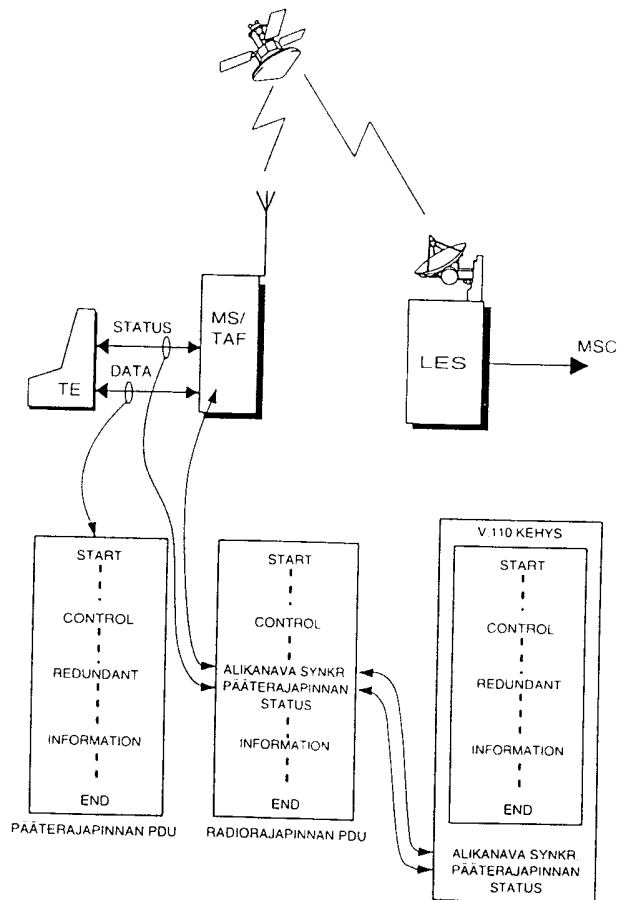 MS/
TAF
STATUS
DATA
TE
LES
MSC
START
CONTROL
REDUNDANT
INFORMATION
END
PÄÄTERAJAPINNAN PDU
START
CONTROL
ALIKANAVA SYNKR.
PÄÄTERAJAPINNAN
STATUS
INFORMATION
END
RADIORAJAPINNAN PDU
V.110 KEHYS
START
CONTROL
REDUNDANT
INFORMATION
END
ALIKANAVA SYNKR.
PÄÄTERAJAPINNAN
STATUS